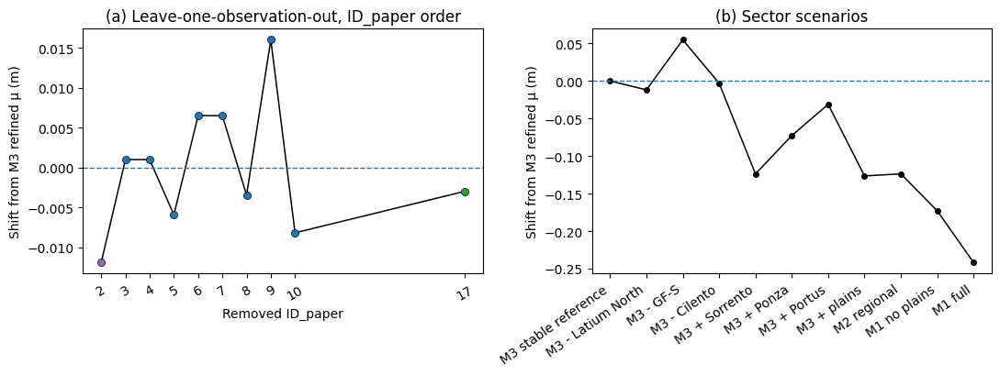 (a) Leave-one-observation-out, ID_paper order
Shift from M3 refined μ (m)
0.015
0.010
0.005
0.000
−0.005
−0.010
2
3
4
5
6
7
8
9
10
17
Removed ID_paper
(b) Sector scenarios
Shift from M3 refined μ (m)
0.05
0.00
−0.05
−0.10
−0.15
−0.20
−0.25
M3 stable reference
M3 - Latium North
M3 - GF-S
M3 - Cilento
M3 + Sorrento
M3 + Ponza
M3 + Portus
M3 + plains
M2 regional
M1 no plains
M1 full